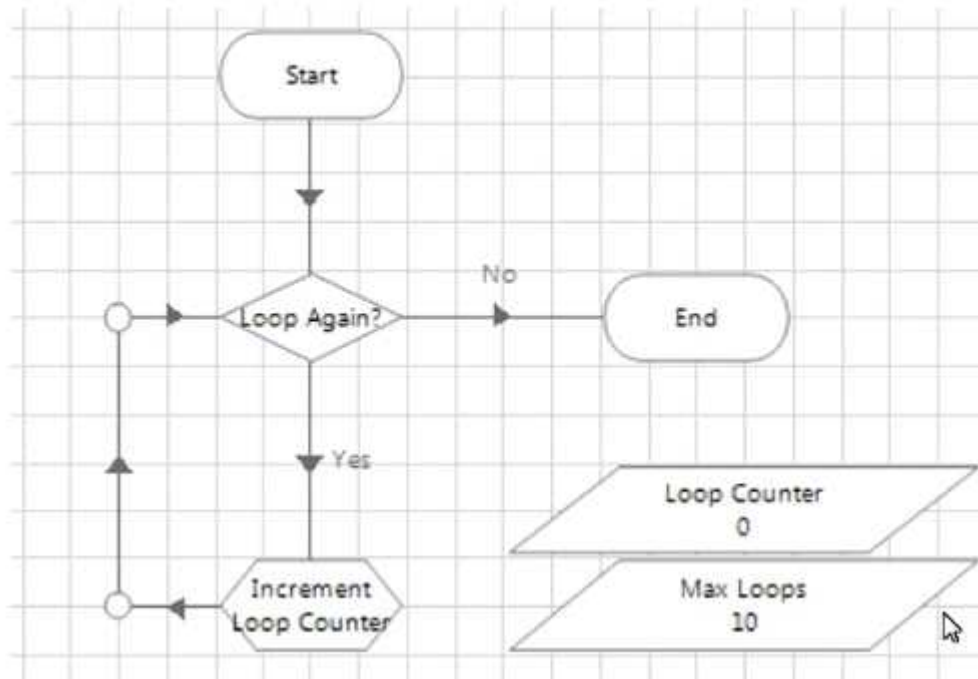 Start
No
Loop Again?
End
Yes
Loop Counter
0
Increment
Loop Counter
Max Loops
10